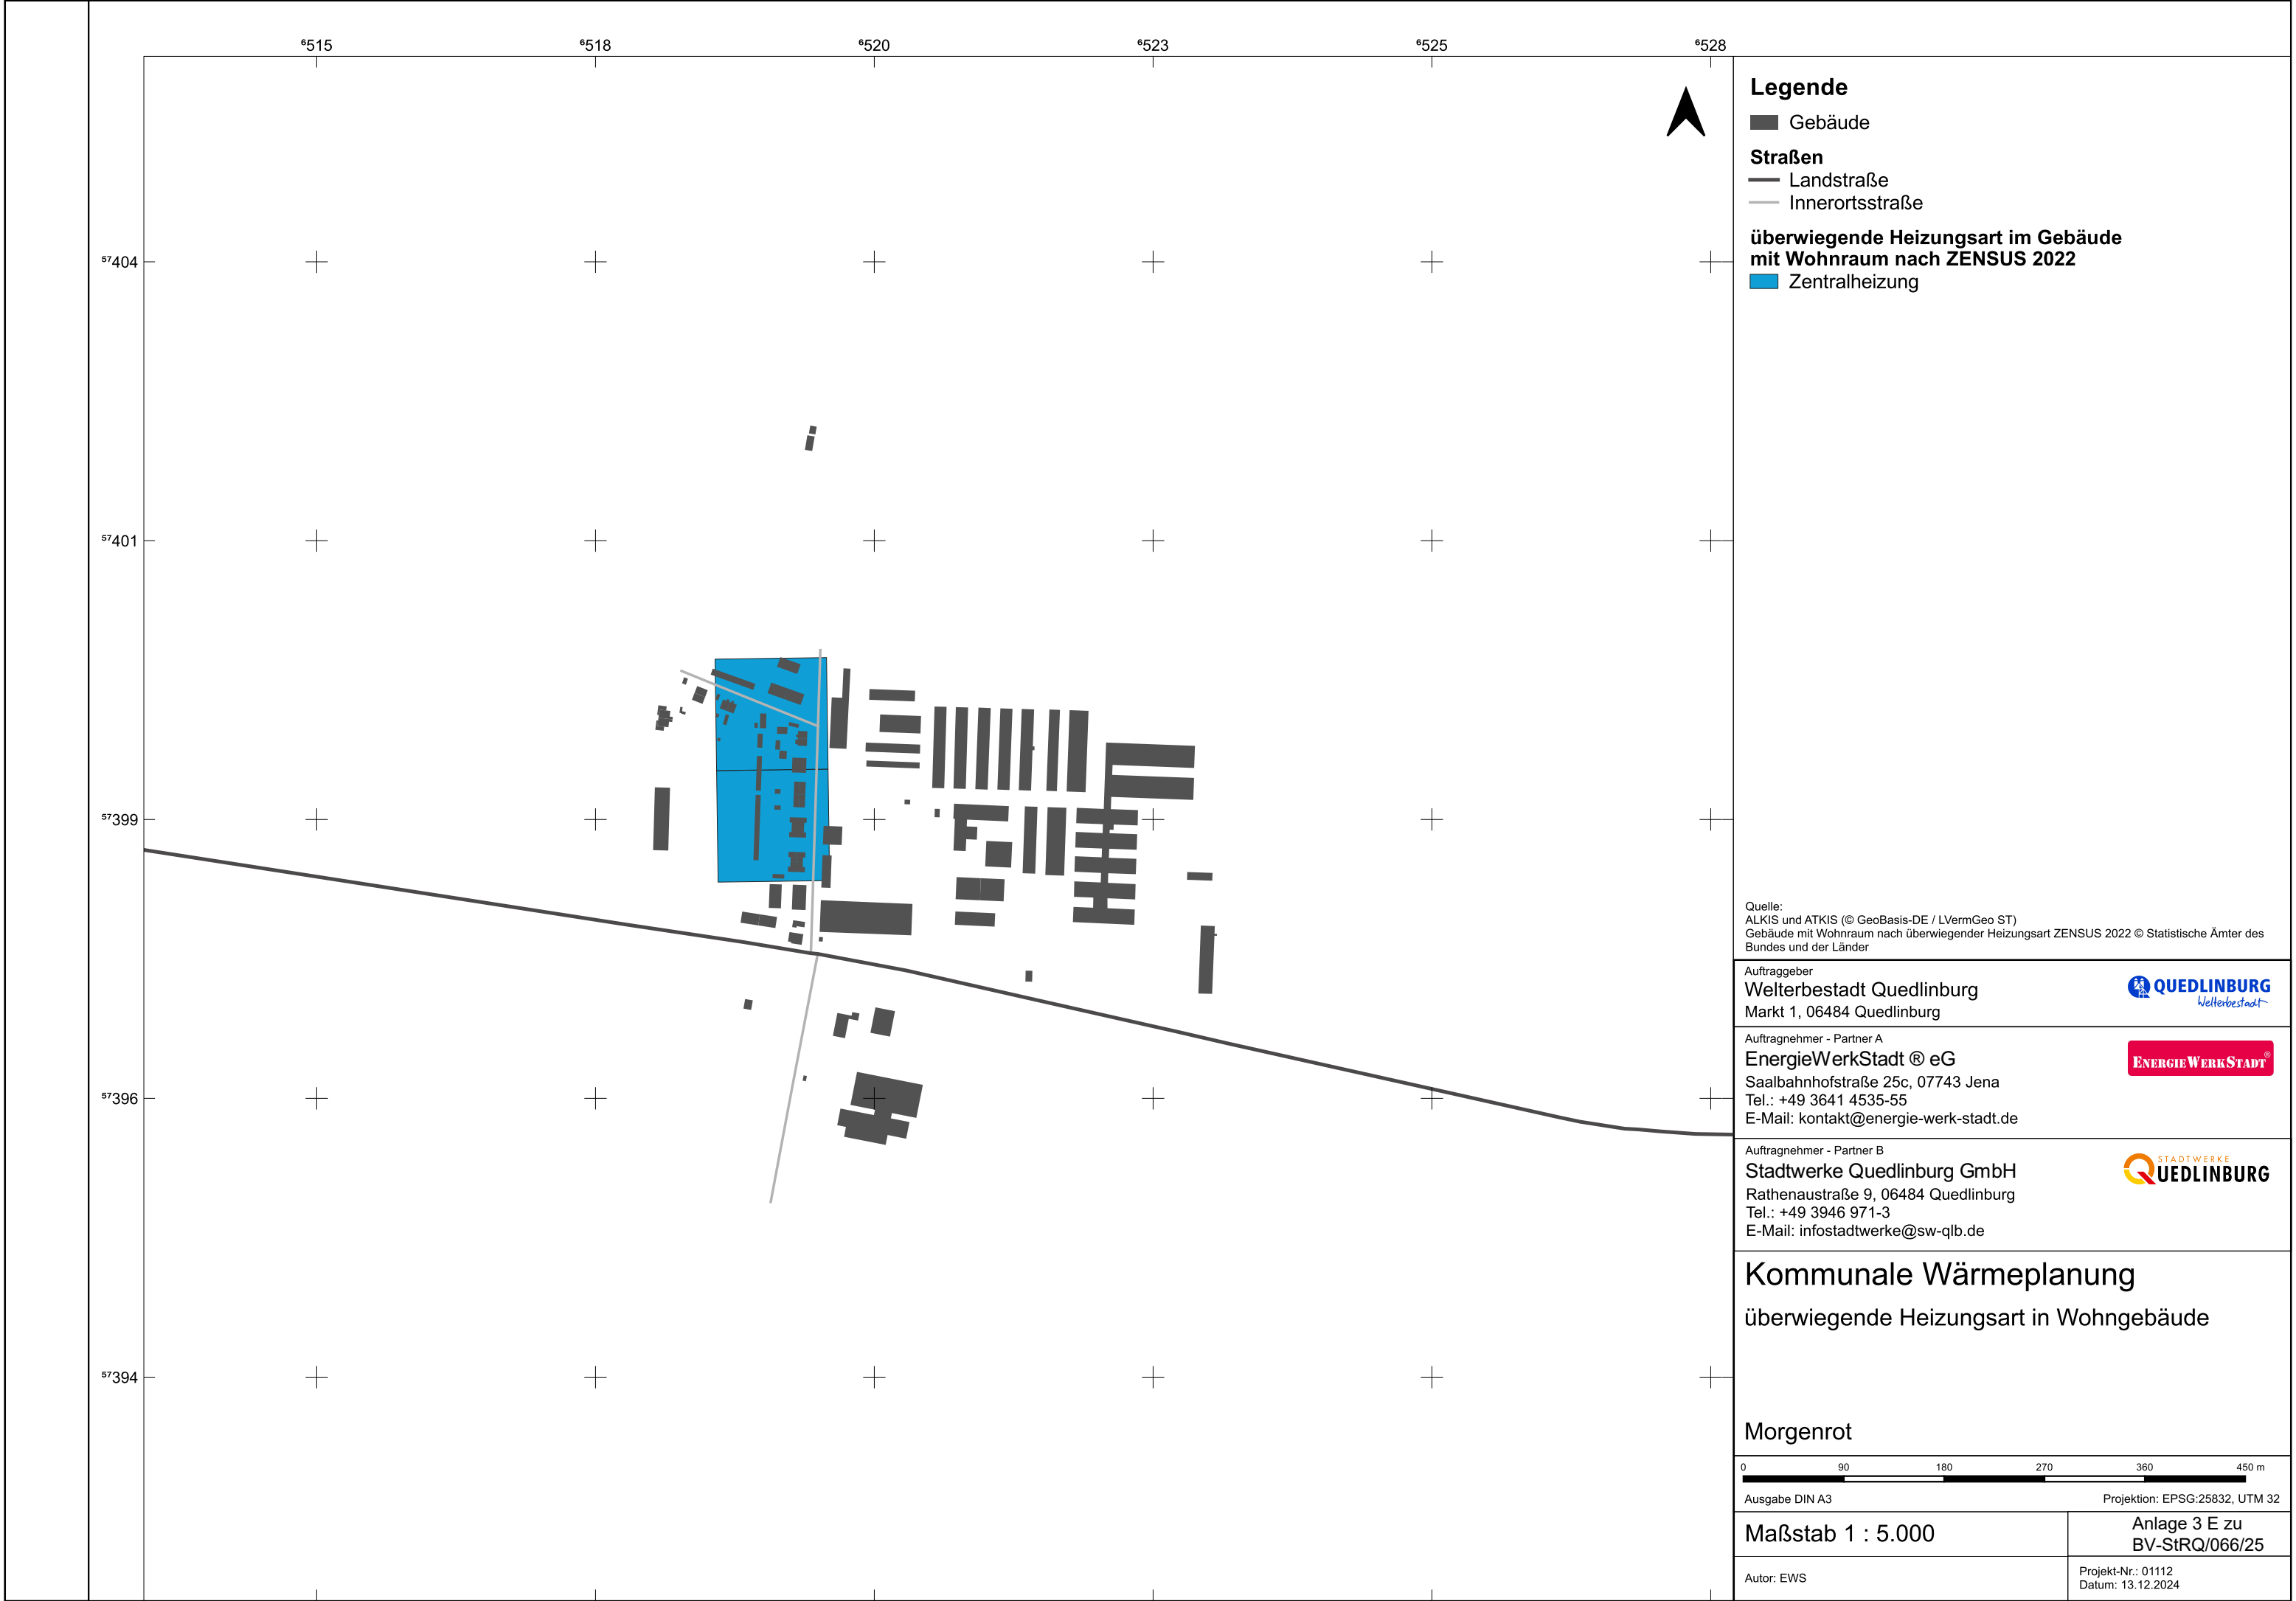 ⁶515 ⁶518 ⁶520 ⁶523 ⁶525 ⁶528
⁵⁷404
⁵⁷401
⁵⁷399
⁵⁷396
⁵⁷394
Legende
Gebäude
Straßen
Landstraße
Innerortsstraße
überwiegende Heizungsart im Gebäude
mit Wohnraum nach ZENSUS 2022
Zentralheizung
Quelle:
ALKIS und ATKIS (© GeoBasis-DE / LVermGeo ST)
Gebäude mit Wohnraum nach überwiegender Heizungsart ZENSUS 2022 © Statistische Ämter des
Bundes und der Länder
Auftraggeber
Welterbestadt Quedlinburg
Markt 1, 06484 Quedlinburg
QUEDLINBURG
Welterbestadt
Auftragnehmer - Partner A
EnergieWerkStadt ® eG
Saalbahnhofstraße 25c, 07743 Jena
Tel.: +49 3641 4535-55
E-Mail: kontakt@energie-werk-stadt.de
ENERGIEWERKSTADT®
Auftragnehmer - Partner B
Stadtwerke Quedlinburg GmbH
Rathenaustraße 9, 06484 Quedlinburg
Tel.: +49 3946 971-3
E-Mail: infostadtwerke@sw-qlb.de
STADTWERKE
QUEDLINBURG
Kommunale Wärmeplanung
überwiegende Heizungsart in Wohngebäude
Morgenrot
0 90 180 270 360 450 m
Ausgabe DIN A3 Projektion: EPSG:25832, UTM 32
Maßstab 1 : 5.000
Anlage 3 E zu
BV-StRQ/066/25
Autor: EWS
Projekt-Nr.: 01112
Datum: 13.12.2024